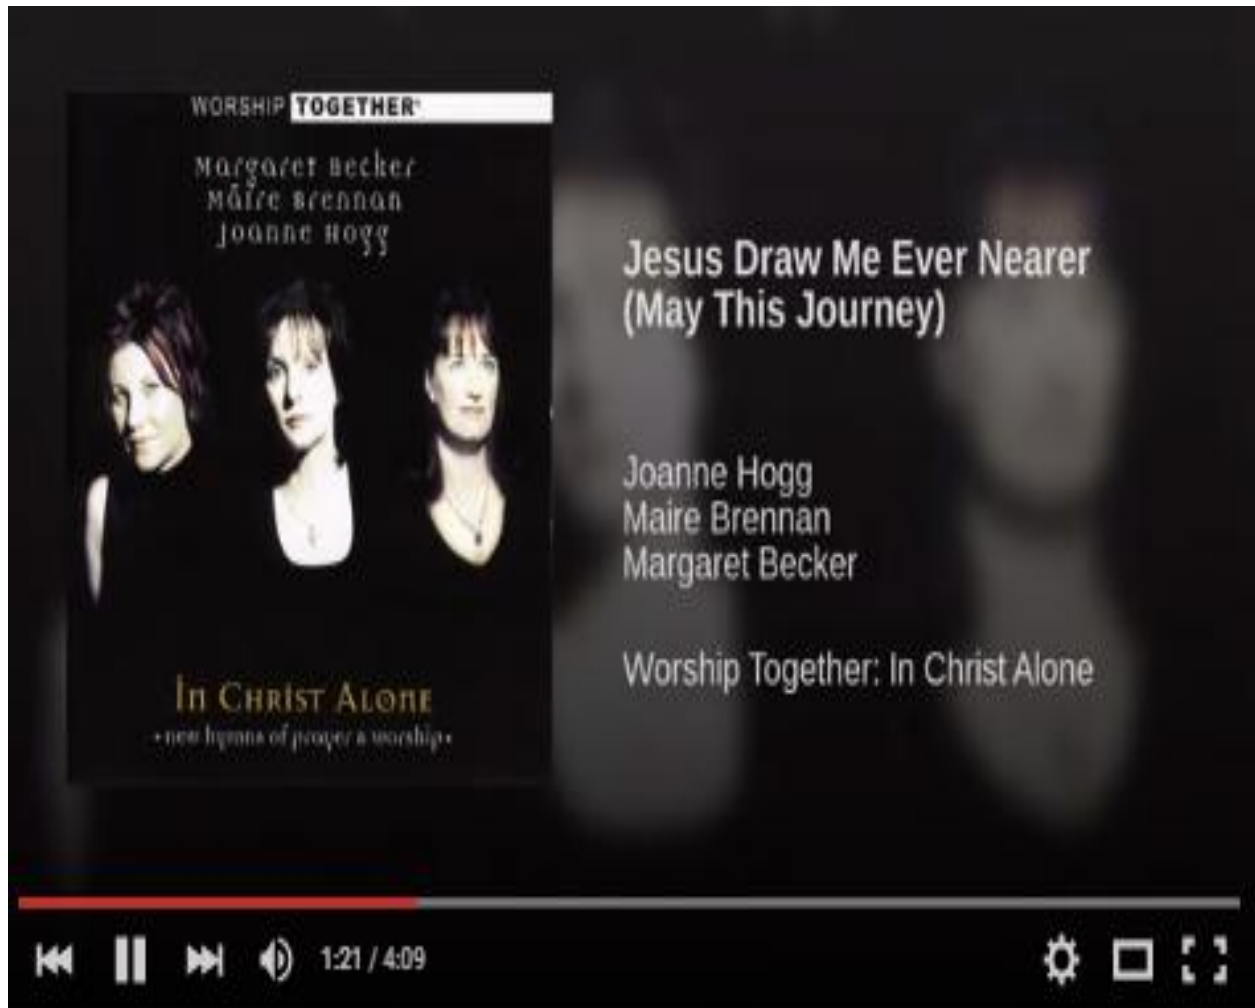 WORSHIP TOGETHER®
Margaret Becker
Máire Brennan
Joanne Hogg
In Christ Alone
•new hymns of prayer & worship•
Jesus Draw Me Ever Nearer
(May This Journey)
Joanne Hogg
Maire Brennan
Margaret Becker
Worship Together: In Christ Alone
1:21 / 4:09